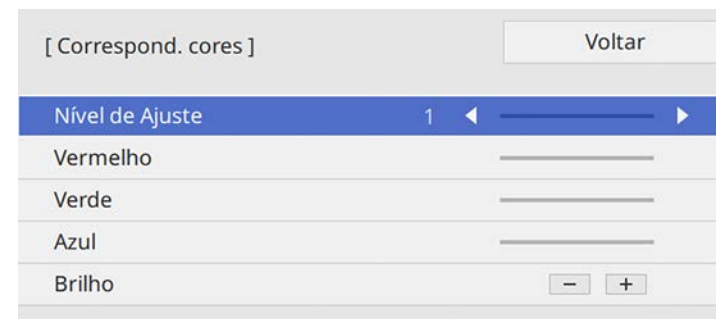 [ Correspond. cores ]
Voltar
Nível de Ajuste 1
Vermelho
Verde
Azul
Brilho − +